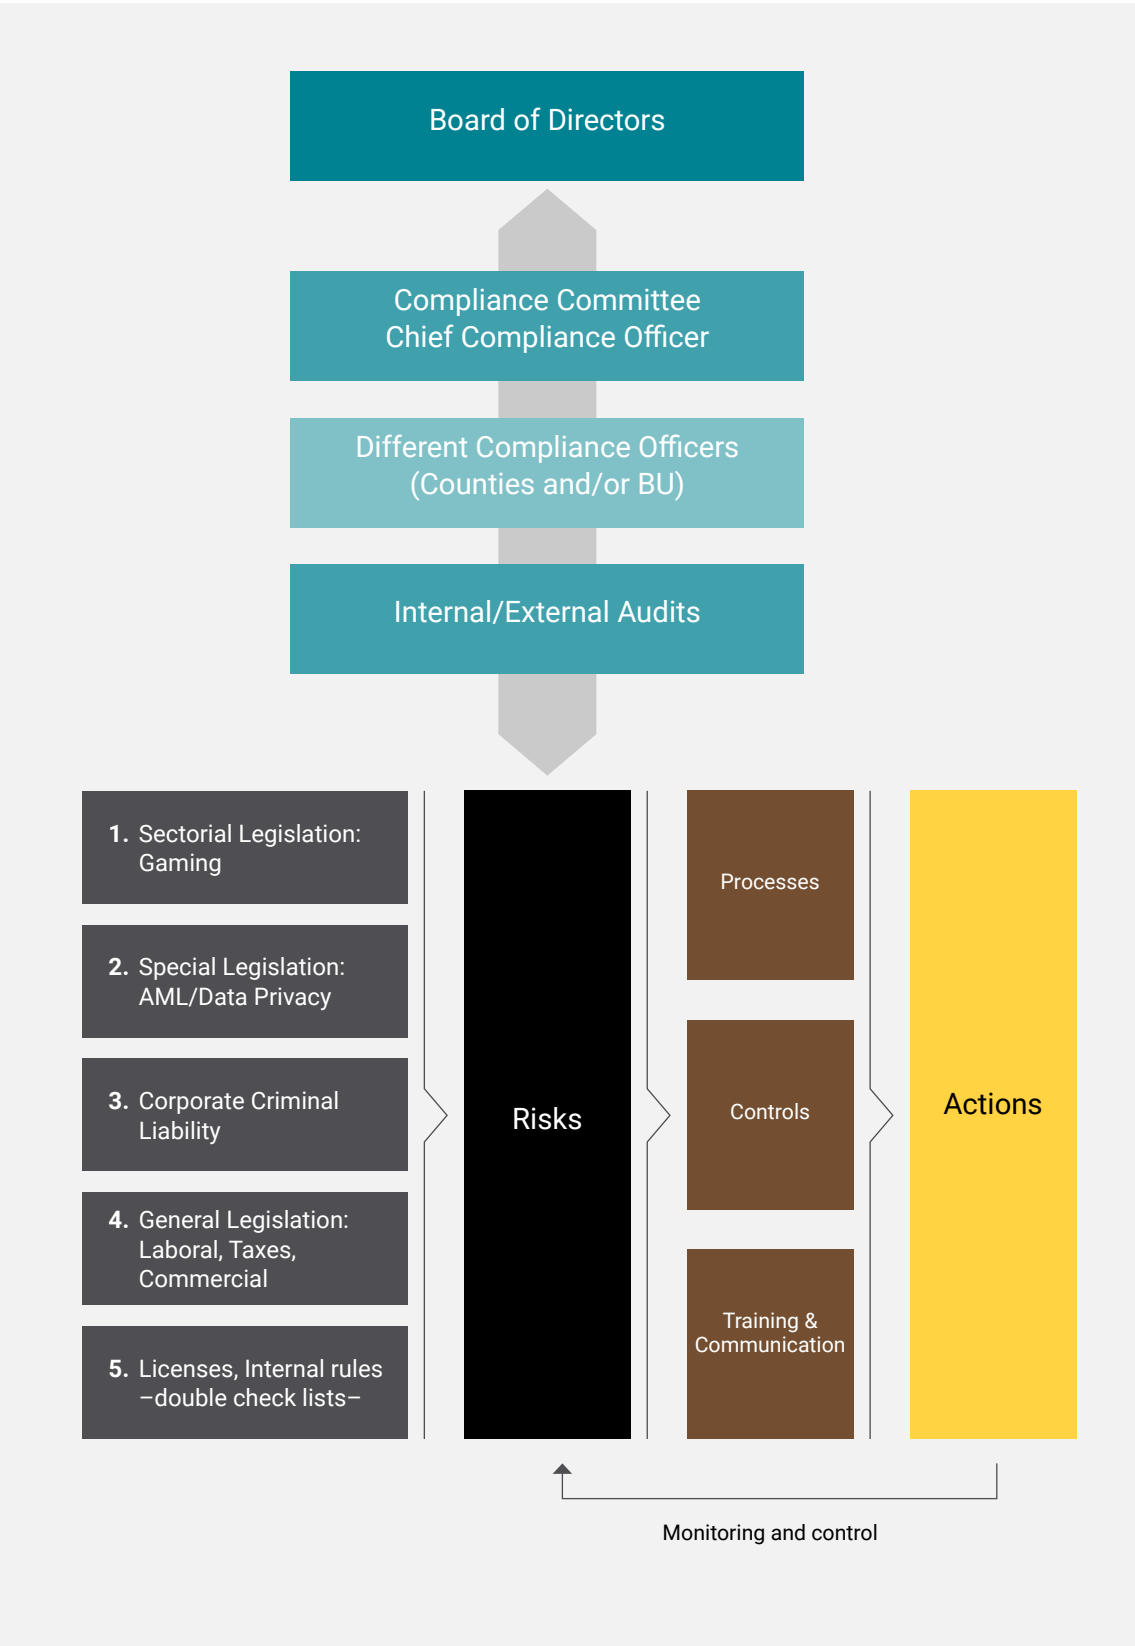 Board of Directors
Compliance Committee
Chief Compliance Officer
Different Compliance Officers
(Counties and/or BU)
Internal/External Audits
1. Sectorial Legislation:
Gaming
2. Special Legislation:
AML/Data Privacy
3. Corporate Criminal
Liability
4. General Legislation:
Laboral, Taxes,
Commercial
5. Licenses, Internal rules
–double check lists–
Risks
Processes
Controls
Training &
Communication
Actions
Monitoring and control